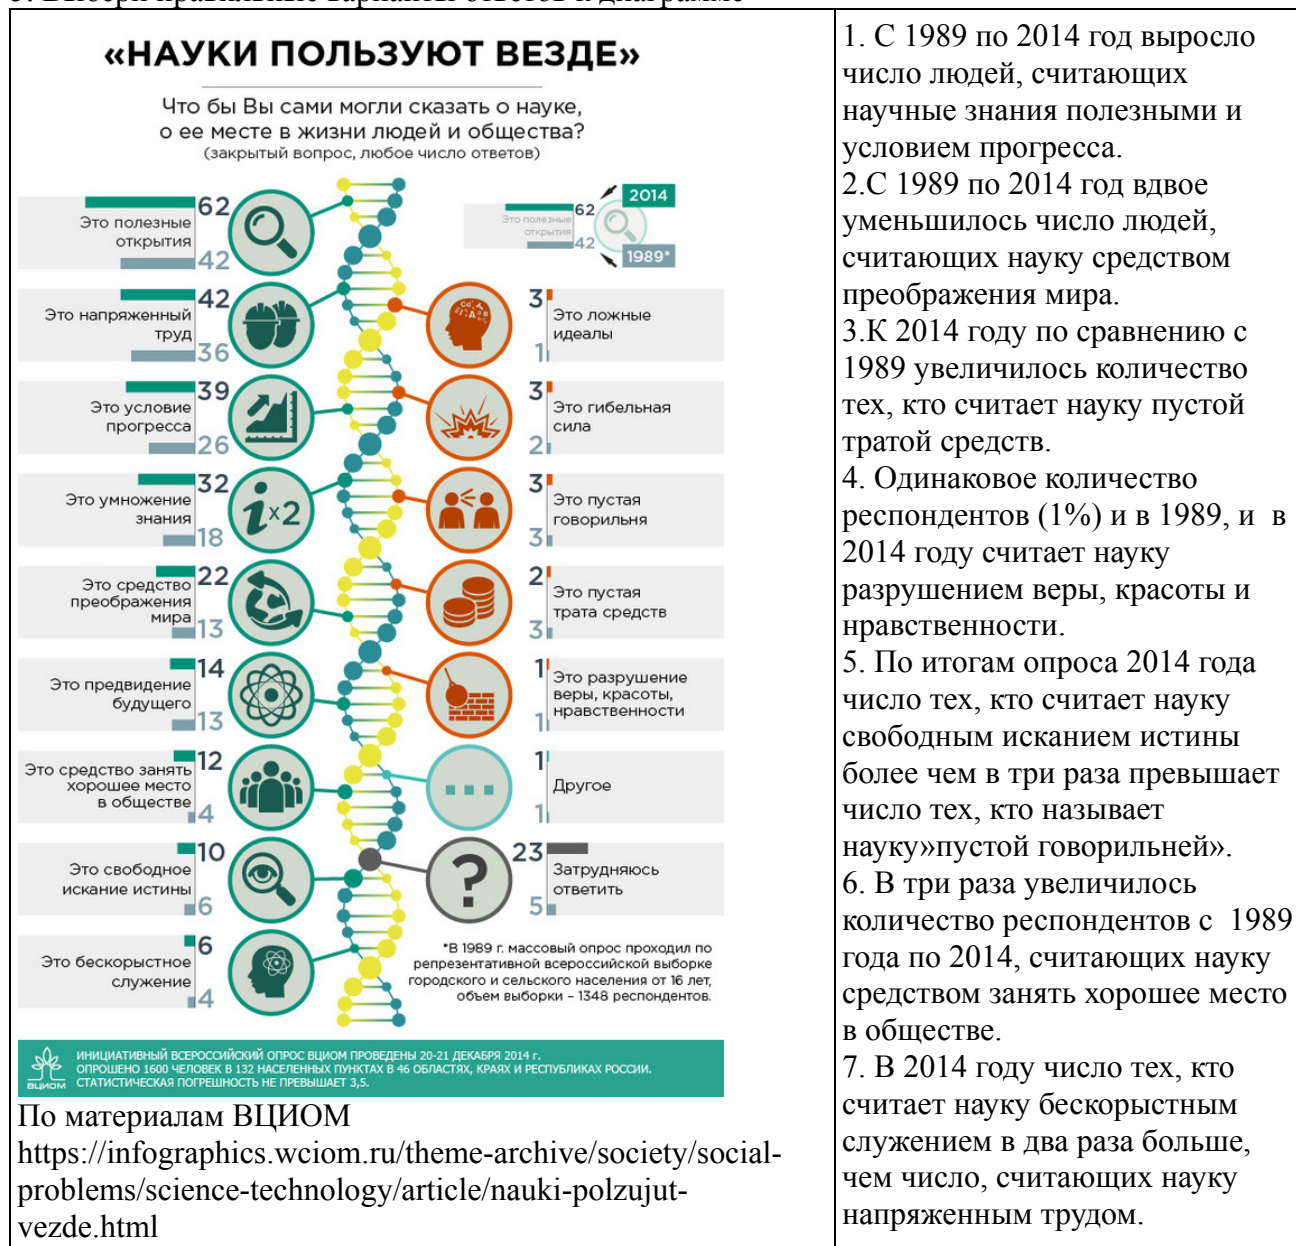 «НАУКИ ПОЛЬЗУЮТ ВЕЗДЕ»
Что бы Вы сами могли сказать о науке,
о ее месте в жизни людей и общества?
(закрытый вопрос, любое число ответов)
62
Это полезные
открытия
42
2014
62
Это полезные
открытия
42
1989*
42
Это напряженный
труд
36
3
Это ложные
идеалы
1
39
Это условие
прогресса
26
3
Это гибельная
сила
2
32
Это умножение
знания
18
i x2
3
Это пустая
говорильня
3
22
Это средство
преображения
мира
13
2
Это пустая
трата средств
3
14
Это предвидение
будущего
13
1
Это разрушение
веры, красоты,
нравственности
1
12
Это средство занять
хорошее место
в обществе
4
...
1
Другое
1
10
Это свободное
искание истины
6
?
23
Затрудняюсь
ответить
5
6
Это бескорыстное
служение
4
*В 1989 г. массовый опрос проходил по
репрезентативной всероссийской выборке
городского и сельского населения от 16 лет,
объем выборки – 1348 респондентов.
ВЦИОМ
ИНИЦИАТИВНЫЙ ВСЕРОССИЙСКИЙ ОПРОС ВЦИОМ ПРОВЕДЕНЫ 20-21 ДЕКАБРЯ 2014 г.
ОПРОШЕНО 1600 ЧЕЛОВЕК В 132 НАСЕЛЕННЫХ ПУНКТАХ В 46 ОБЛАСТЯХ, КРАЯХ И РЕСПУБЛИКАХ РОССИИ.
СТАТИСТИЧЕСКАЯ ПОГРЕШНОСТЬ НЕ ПРЕВЫШАЕТ 3,5.
По материалам ВЦИОМ
https://infographics.wciom.ru/theme-archive/society/social-
problems/science-technology/article/nauki-polzujut-
vezde.html
1. С 1989 по 2014 год выросло
число людей, считающих
научные знания полезными и
условием прогресса.
2.С 1989 по 2014 год вдвое
уменьшилось число людей,
считающих науку средством
преображения мира.
3.К 2014 году по сравнению с
1989 увеличилось количество
тех, кто считает науку пустой
тратой средств.
4. Одинаковое количество
респондентов (1%) и в 1989, и в
2014 году считает науку
разрушением веры, красоты и
нравственности.
5. По итогам опроса 2014 года
число тех, кто считает науку
свободным исканием истины
более чем в три раза превышает
число тех, кто называет
науку»пустой говорильней».
6. В три раза увеличилось
количество респондентов с 1989
года по 2014, считающих науку
средством занять хорошее место
в обществе.
7. В 2014 году число тех, кто
считает науку бескорыстным
служением в два раза больше,
чем число, считающих науку
напряженным трудом.